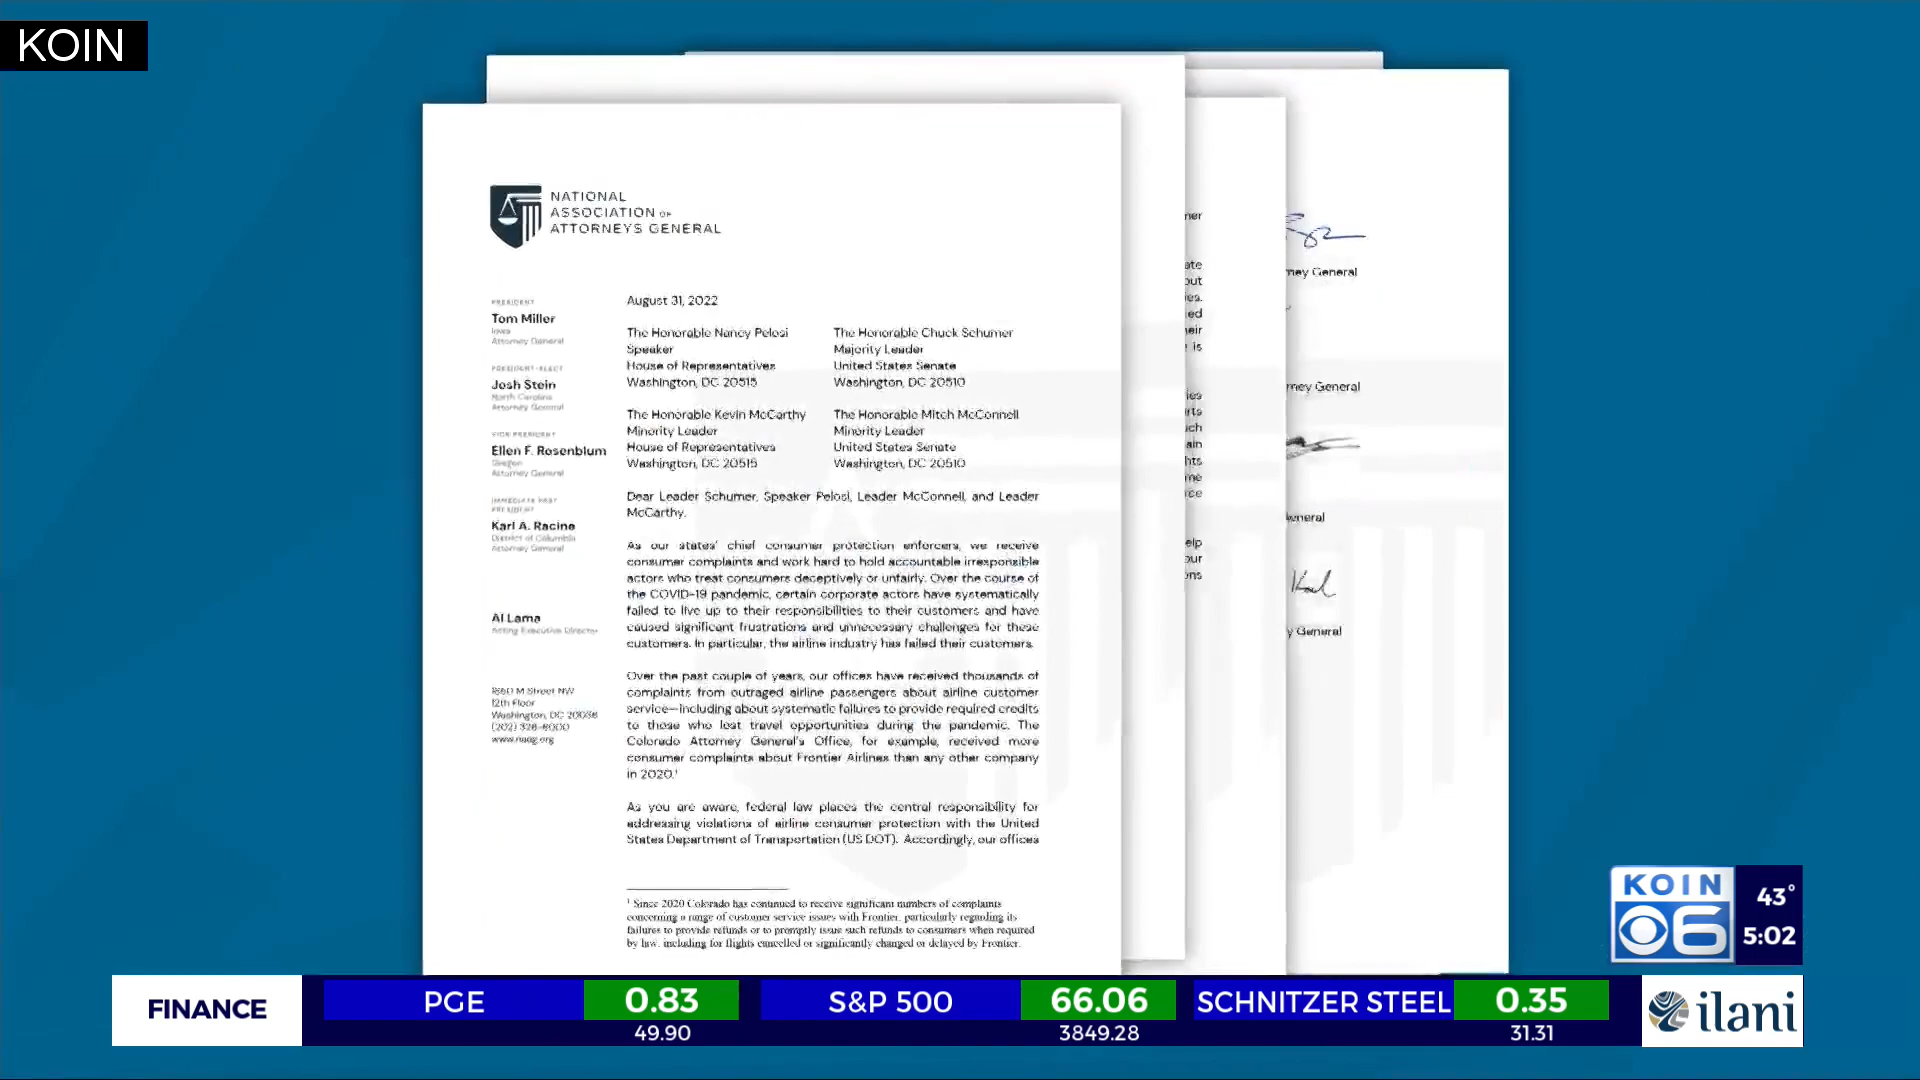 KOIN
NATIONAL
ASSOCIATION OF
ATTORNEYS GENERAL
PRESIDENT
Tom Miller
Iowa
Attorney General
PRESIDENT-ELECT
Josh Stein
North Carolina
Attorney General
VICE PRESIDENT
Ellen F. Rosenblum
Oregon
Attorney General
IMMEDIATE PAST
PRESIDENT
Karl A. Racine
District of Columbia
Attorney General
Al Lama
Acting Executive Director
1850 M Street NW
12th Floor
Washington, DC 20036
(202) 326-6000
www.naag.org
August 31, 2022
The Honorable Nancy Pelosi
Speaker
House of Representatives
Washington, DC 20515
The Honorable Chuck Schumer
Majority Leader
United States Senate
Washington, DC 20510
The Honorable Kevin McCarthy
Minority Leader
House of Representatives
Washington, DC 20515
The Honorable Mitch McConnell
Minority Leader
United States Senate
Washington, DC 20510
Dear Leader Schumer, Speaker Pelosi, Leader McConnell, and Leader
McCarthy,
As our states' chief consumer protection enforcers, we receive
consumer complaints and work hard to hold accountable irresponsible
actors who treat consumers deceptively or unfairly. Over the course of
the COVID-19 pandemic, certain corporate actors have systematically
failed to live up to their responsibilities to their customers and have
caused significant frustrations and unnecessary challenges for these
customers. In particular, the airline industry has failed their customers.
Over the past couple of years, our offices have received thousands of
complaints from outraged airline passengers about airline customer
service—including about systematic failures to provide required credits
to those who lost travel opportunities during the pandemic. The
Colorado Attorney General's Office, for example, received more
consumer complaints about Frontier Airlines than any other company
in 2020.¹
As you are aware, federal law places the central responsibility for
addressing violations of airline consumer protection with the United
States Department of Transportation (US DOT). Accordingly, our offices
¹ Since 2020 Colorado has continued to receive significant numbers of complaints
concerning a range of customer service issues with Frontier, particularly regarding its
failures to provide refunds or to promptly issue such refunds to consumers when required
by law, including for flights cancelled or significantly changed or delayed by Frontier.
ney General
ney General
General
y General
KOIN
6
43°
5:02
FINANCE
PGE
0.83
49.90
S&P 500
66.06
3849.28
SCHNITZER STEEL
0.35
31.31
ilani